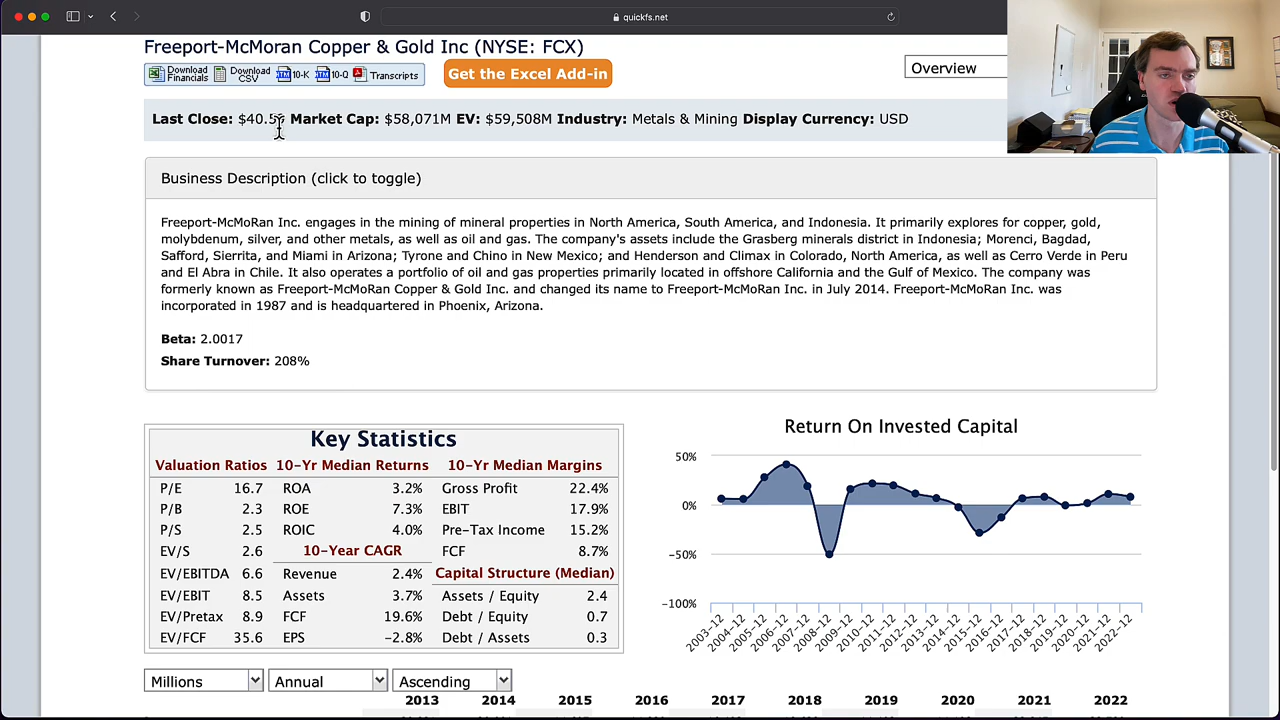 quickfs.net
Freeport-McMoran Copper & Gold Inc (NYSE: FCX)
Download Financials Download CSV 10-K 10-Q Transcripts
Get the Excel Add-in
Overview
Last Close: Market Cap: $58,071M EV: $59,508M Industry: Metals & Mining Display Currency: USD
Business Description (click to toggle)
Freeport-McMoRan Inc. engages in the mining of mineral properties in North America, South America, and Indonesia. It primarily explores for copper, gold,
molybdenum, silver, and other metals, as well as oil and gas. The company's assets include the Grasberg minerals district in Indonesia; Morenci, Bagdad,
Safford, Sierrita, and Miami in Arizona; Tyrone and Chino in New Mexico; and Henderson and Climax in Colorado, North America, as well as Cerro Verde in Peru
and El Abra in Chile. It also operates a portfolio of oil and gas properties primarily located in offshore California and the Gulf of Mexico. The company was
formerly known as Freeport-McMoRan Copper & Gold Inc. and changed its name to Freeport-McMoRan Inc. in July 2014. Freeport-McMoRan Inc. was
incorporated in 1987 and is headquartered in Phoenix, Arizona.
Beta: 2.0017
Share Turnover: 208%
Key Statistics
Valuation Ratios 10-Yr Median Returns 10-Yr Median Margins
P/E 16.7 ROA 3.2% Gross Profit 22.4%
P/B 2.3 ROE 7.3% EBIT 17.9%
P/S 2.5 ROIC 4.0% Pre-Tax Income 15.2%
EV/S 2.6 10-Year CAGR FCF 8.7%
EV/EBITDA 6.6 Revenue 2.4% Capital Structure (Median)
EV/EBIT 8.5 Assets 3.7% Assets / Equity 2.4
EV/Pretax 8.9 FCF 19.6% Debt / Equity 0.7
EV/FCF 35.6 EPS -2.8% Debt / Assets 0.3
Return On Invested Capital
50%
0%
-50%
-100%
2003-12 2004-12 2005-12 2006-12 2007-12 2008-12 2009-12 2010-12 2011-12 2012-12 2013-12 2014-12 2015-12 2016-12 2017-12 2018-12 2019-12 2020-12 2021-12 2022-12
Millions Annual Ascending
2013 2014 2015 2016 2017 2018 2019 2020 2021 2022